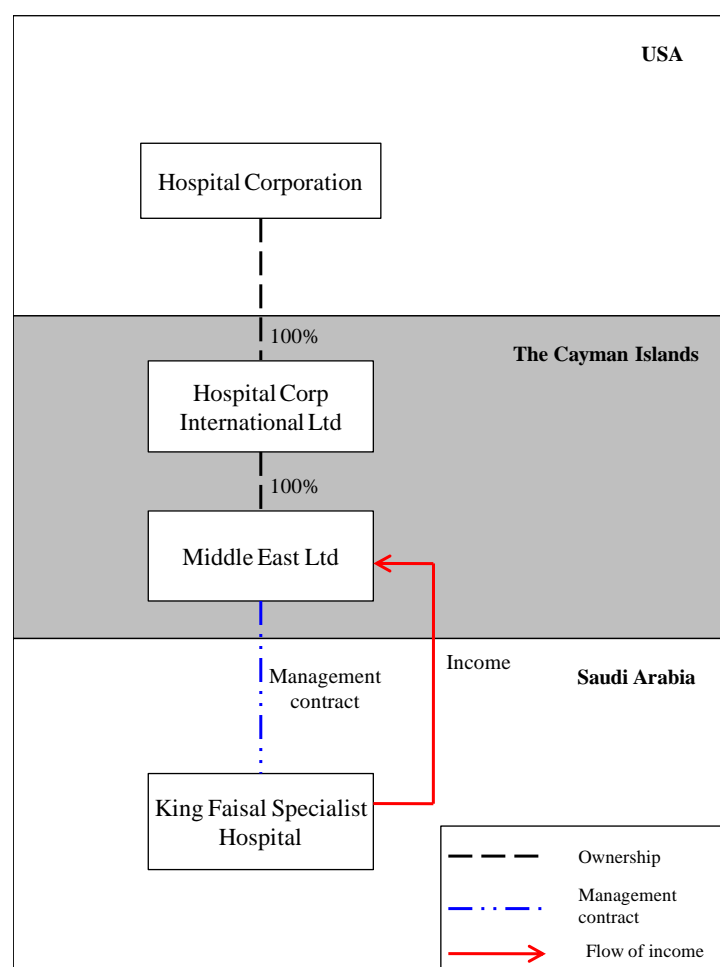 USA
Hospital Corporation
100%
The Cayman Islands
Hospital Corp
International Ltd
100%
Middle East Ltd
Income
Management
contract
Saudi Arabia
King Faisal Specialist
Hospital
Ownership
Management
contract
Flow of income